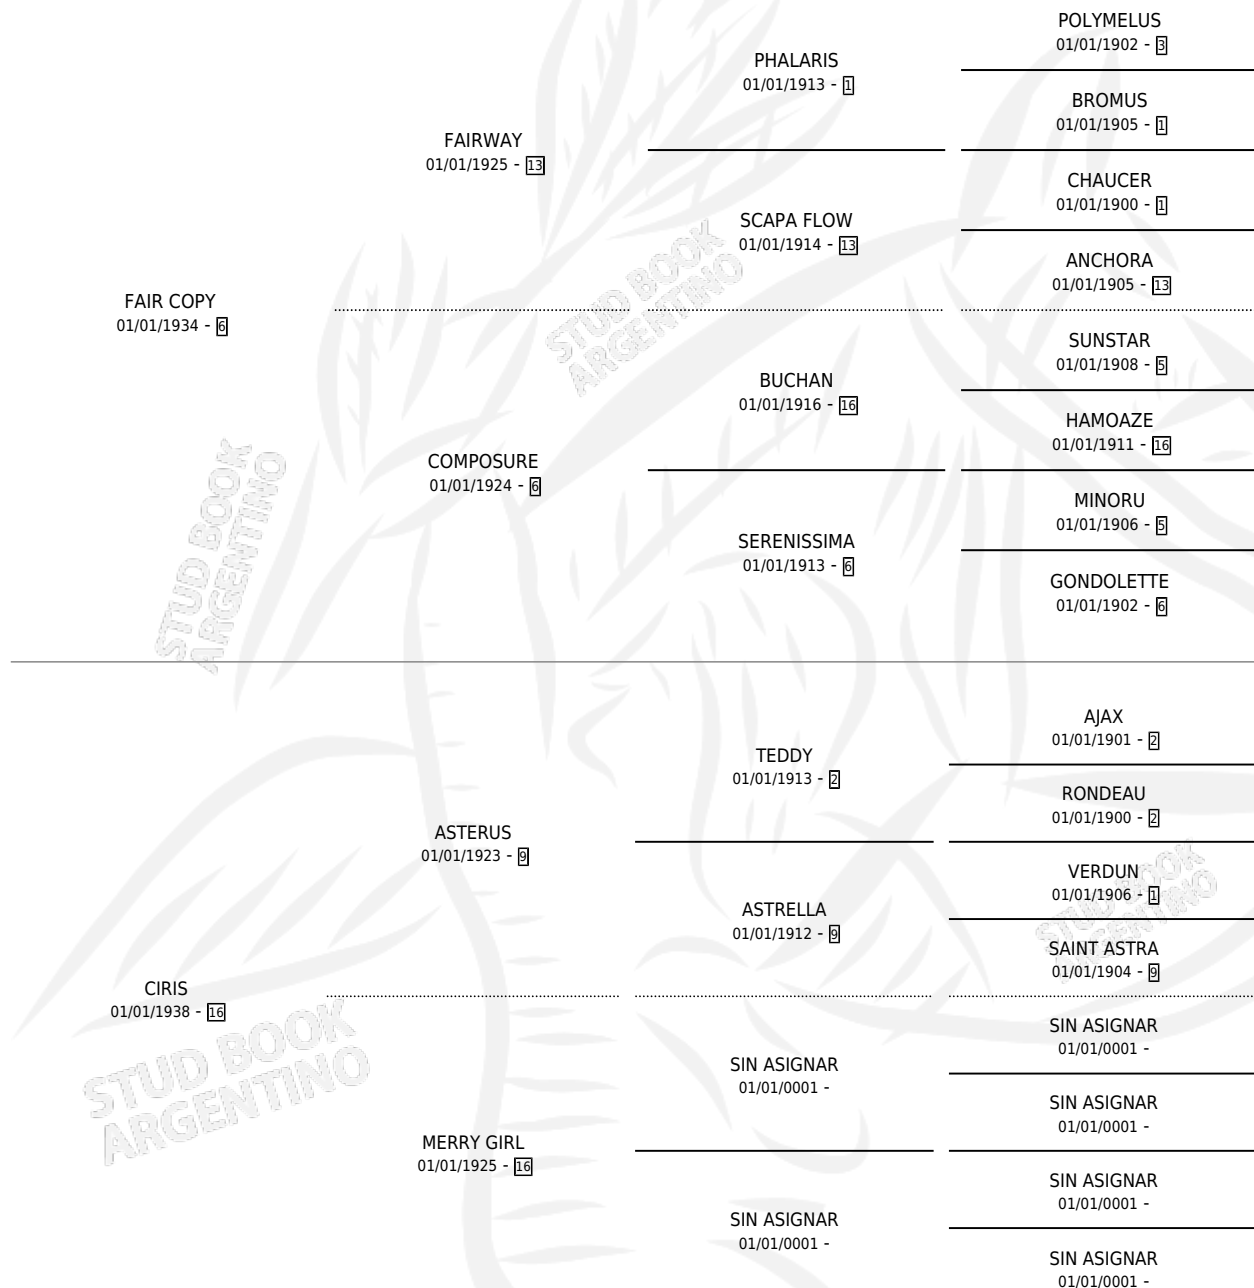 POLYMELUS
01/01/1902 - 3
PHALARIS
01/01/1913 - 1
BROMUS
01/01/1905 - 1
FAIRWAY
01/01/1925 - 13
CHAUCER
01/01/1900 - 1
SCAPA FLOW
01/01/1914 - 13
ANCHORA
01/01/1905 - 13
FAIR COPY
01/01/1934 - 6
SUNSTAR
01/01/1908 - 5
BUCHAN
01/01/1916 - 16
HAMOAZE
01/01/1911 - 16
COMPOSURE
01/01/1924 - 6
MINORU
01/01/1906 - 5
SERENISSIMA
01/01/1913 - 6
GONDOLETTE
01/01/1902 - 6
AJAX
01/01/1901 - 2
TEDDY
01/01/1913 - 2
RONDEAU
01/01/1900 - 2
ASTERUS
01/01/1923 - 9
VERDUN
01/01/1906 - 1
ASTRELLA
01/01/1912 - 9
SAINT ASTRA
01/01/1904 - 9
CIRIS
01/01/1938 - 16
SIN ASIGNAR
01/01/0001 -
SIN ASIGNAR
01/01/0001 -
SIN ASIGNAR
01/01/0001 -
MERRY GIRL
01/01/1925 - 16
SIN ASIGNAR
01/01/0001 -
SIN ASIGNAR
01/01/0001 -
SIN ASIGNAR
01/01/0001 -
STUD BOOK
ARGENTINO
STUD BOOK
ARGENTINO
STUD BOOK
ARGENTINO
STUD BOOK
ARGENTINO